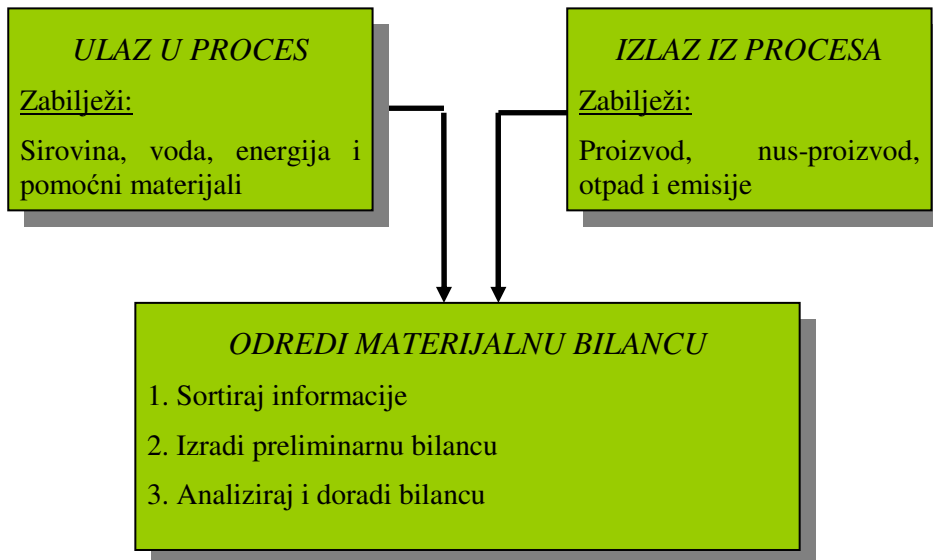 ULAZ U PROCES
Zabilježi:
Sirovina, voda, energija i
pomoćni materijali
IZLAZ IZ PROCESA
Zabilježi:
Proizvod, nus-proizvod,
otpad i emisije
ODREDI MATERIJALNU BILANCU
1. Sortiraj informacije
2. Izradi preliminarnu bilancu
3. Analiziraj i doradi bilancu